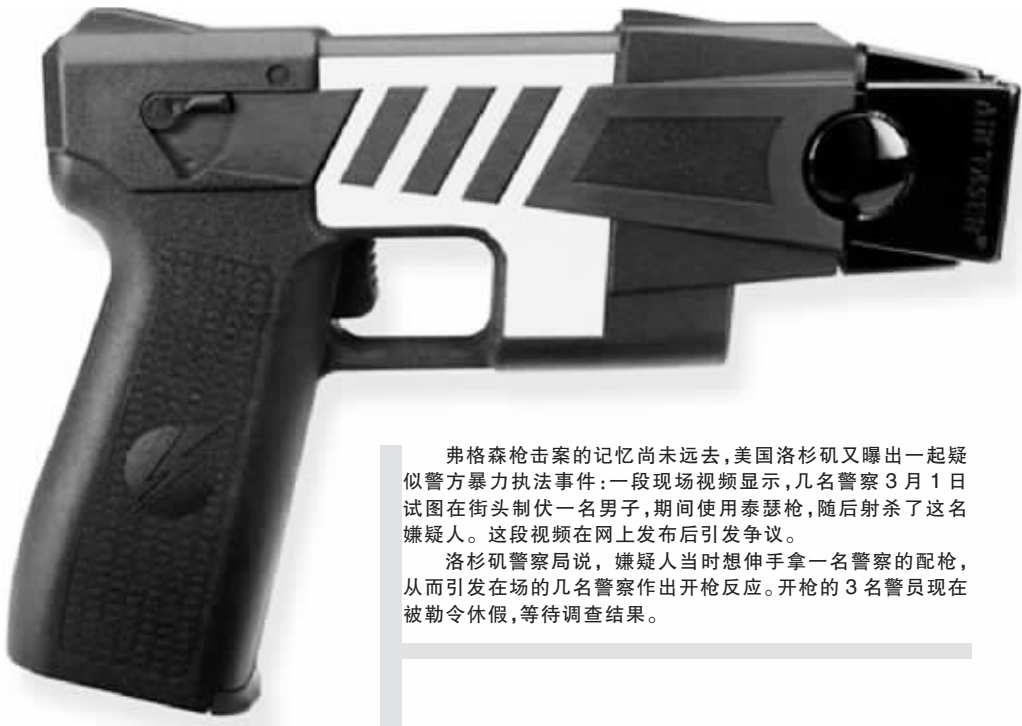 弗格森枪击案的记忆尚未远去,美国洛杉矶又曝出一起疑
似警方暴力执法事件:一段现场视频显示,几名警察 3 月 1 日
试图在街头制伏一名男子,期间使用泰瑟枪,随后射杀了这名
嫌疑人。这段视频在网上发布后引发争议。
洛杉矶警察局说,嫌疑人当时想伸手拿一名警察的配枪,
从而引发在场的几名警察作出开枪反应。开枪的 3 名警员现在
被勒令休假,等待调查结果。
AIR TASER